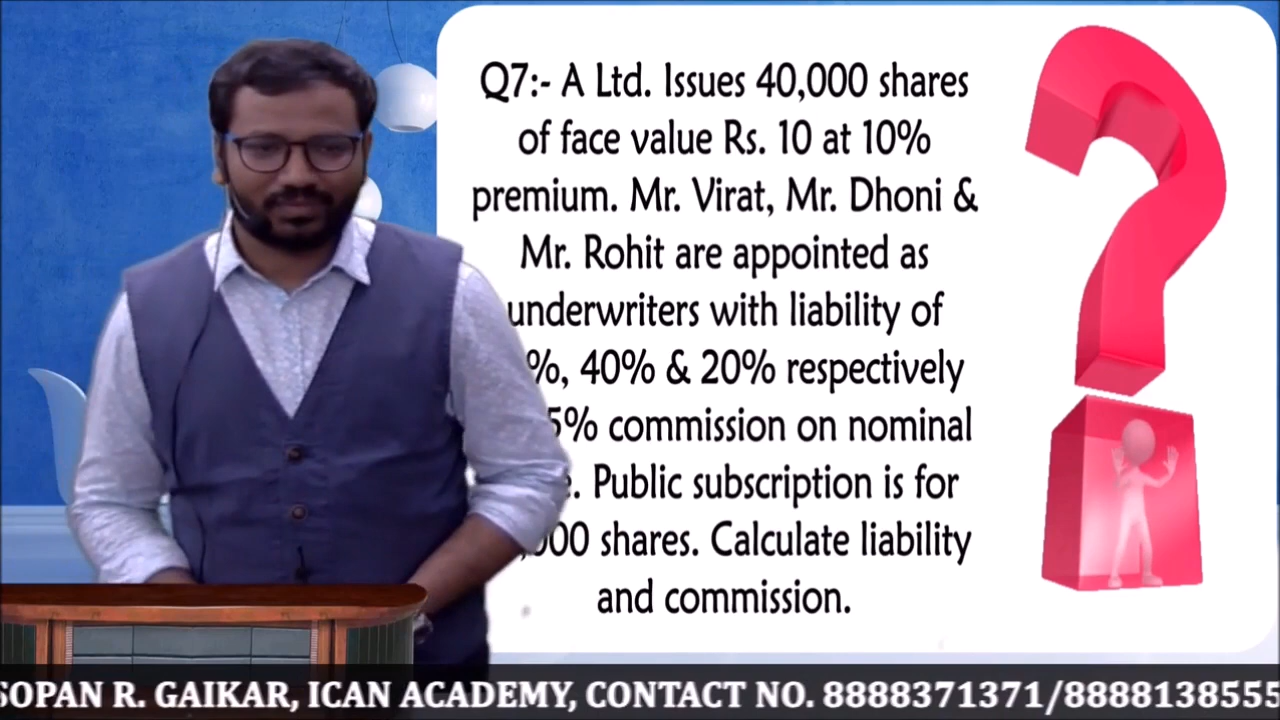 Q7:- A Ltd. Issues 40,000 shares
of face value Rs. 10 at 10%
premium. Mr. Virat, Mr. Dhoni &
Mr. Rohit are appointed as
underwriters with liability of
%, 40% & 20% respectively
5% commission on nominal
Public subscription is for
shares. Calculate liability
and commission.
SOPAN R. GAIKAR, ICAN ACADEMY, CONTACT NO. 8888371371/8888138555